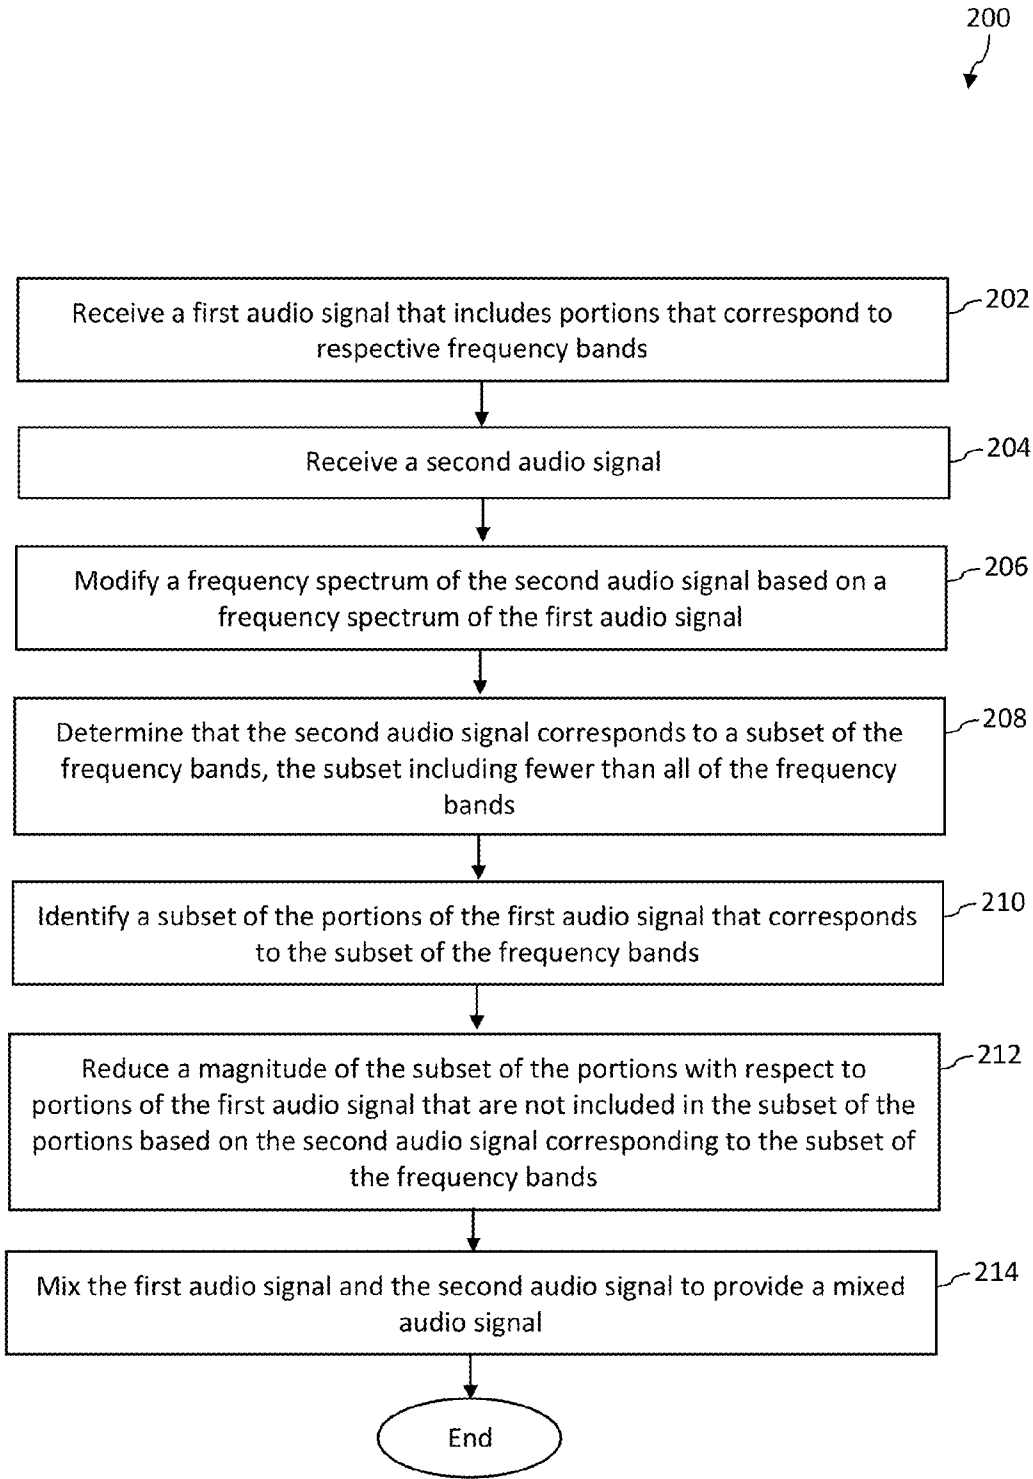 200
Receive a first audio signal that includes portions that correspond to
respective frequency bands
202
Receive a second audio signal
204
Modify a frequency spectrum of the second audio signal based on a
frequency spectrum of the first audio signal
206
Determine that the second audio signal corresponds to a subset of the
frequency bands, the subset including fewer than all of the frequency
bands
208
Identify a subset of the portions of the first audio signal that corresponds
to the subset of the frequency bands
210
Reduce a magnitude of the subset of the portions with respect to
portions of the first audio signal that are not included in the subset of the
portions based on the second audio signal corresponding to the subset of
the frequency bands
212
Mix the first audio signal and the second audio signal to provide a mixed
audio signal
214
End